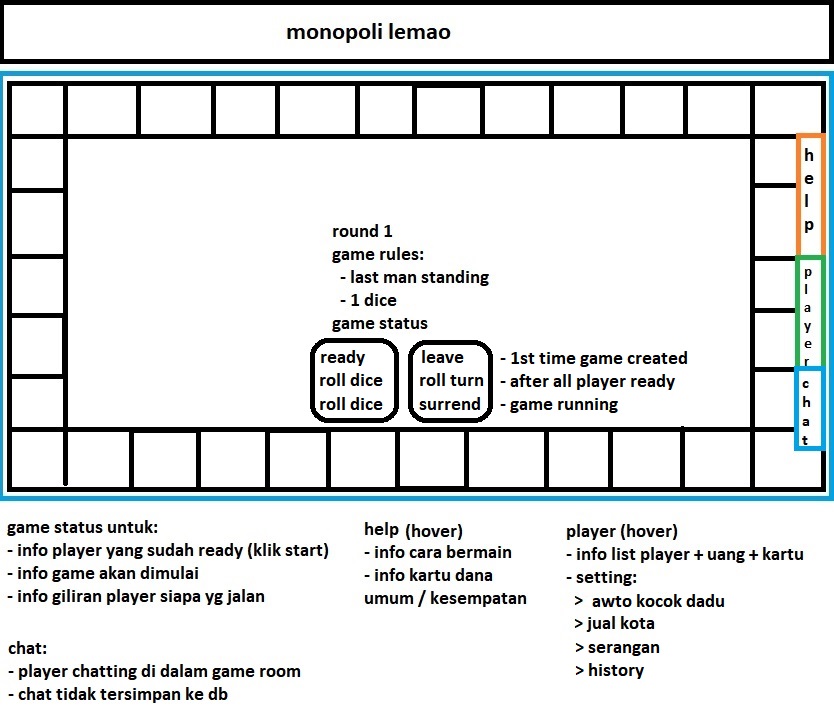 monopoli lemao
help
player
chat
round 1
game rules:
- last man standing
- 1 dice
game status
ready leave - 1st time game created
roll dice roll turn - after all player ready
roll dice surrend - game running
game status untuk:
- info player yang sudah ready (klik start)
- info game akan dimulai
- info giliran player siapa yg jalan
help (hover)
- info cara bermain
- info kartu dana
umum / kesempatan
player (hover)
- info list player + uang + kartu
- setting:
> awto kocok dadu
> jual kota
> serangan
> history
chat:
- player chatting di dalam game room
- chat tidak tersimpan ke db